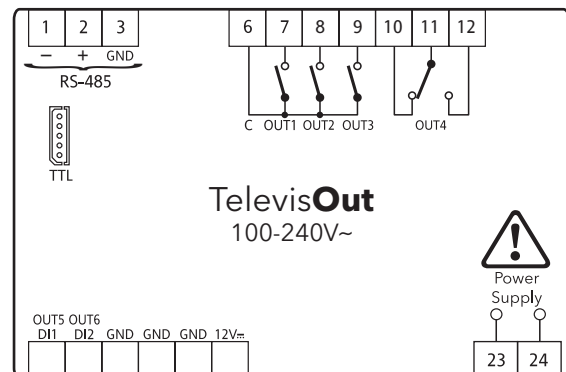 1 2 3 6 7 8 9 10 11 12
− + GND
RS-485
C OUT1 OUT2 OUT3 OUT4
TTL
TelevisOut
100-240V~
Power
Supply
OUT5 OUT6
DI1 DI2 GND GND GND 12V⎓
23 24